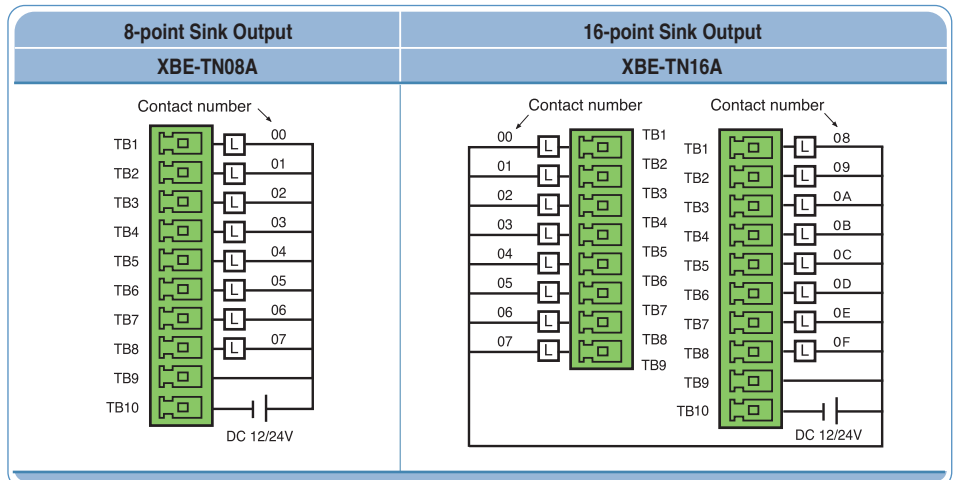 8-point Sink Output
16-point Sink Output
XBE-TN08A
XBE-TN16A
Contact number
TB1 L 00
TB2 L 01
TB3 L 02
TB4 L 03
TB5 L 04
TB6 L 05
TB7 L 06
TB8 L 07
TB9
TB10
DC 12/24V
Contact number
00 L TB1
01 L TB2
02 L TB3
03 L TB4
04 L TB5
05 L TB6
06 L TB7
07 L TB8
TB9
Contact number
TB1 L 08
TB2 L 09
TB3 L 0A
TB4 L 0B
TB5 L 0C
TB6 L 0D
TB7 L 0E
TB8 L 0F
TB9
TB10
DC 12/24V